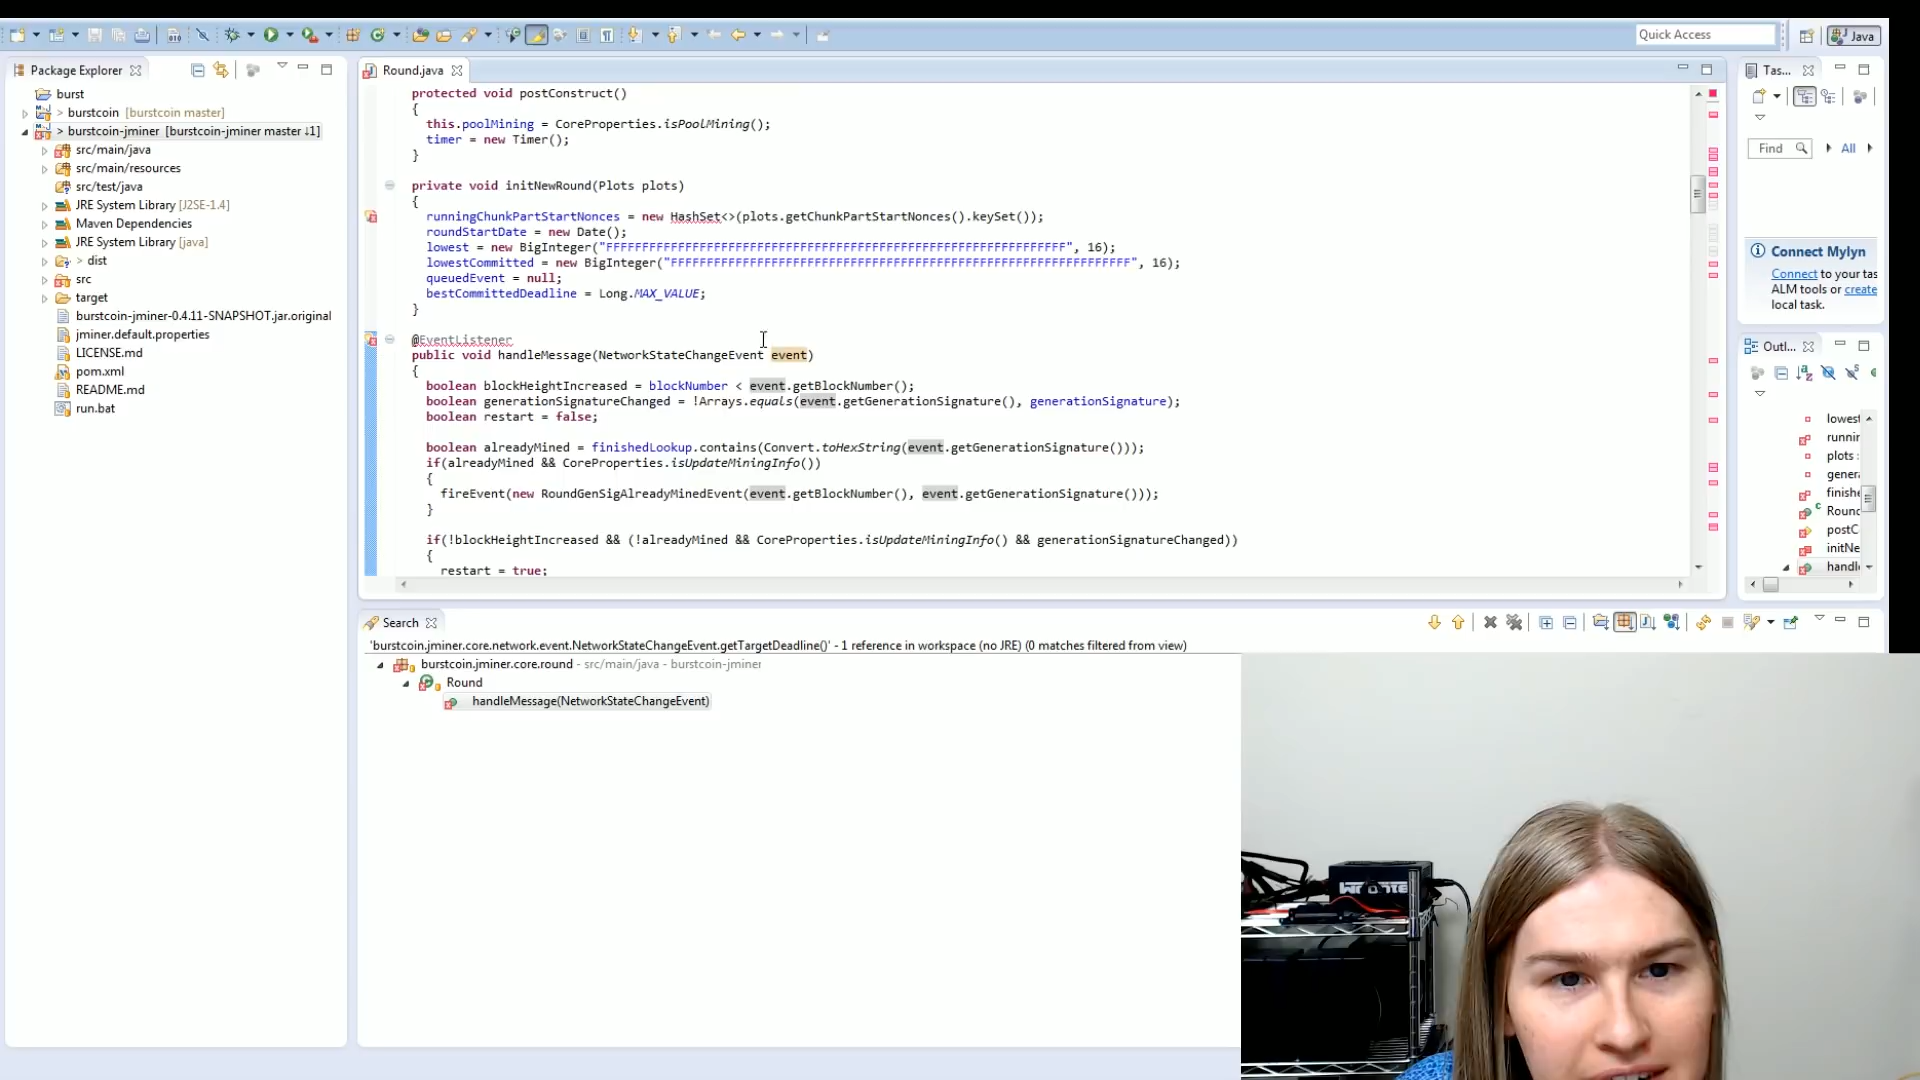 Quick Access
Java
Package Explorer
burst
> burstcoin [burstcoin master]
> burstcoin-jminer [burstcoin-jminer master ↓1]
src/main/java
src/main/resources
src/test/java
JRE System Library [J2SE-1.4]
Maven Dependencies
JRE System Library [java]
> dist
src
target
burstcoin-jminer-0.4.11-SNAPSHOT.jar.original
jminer.default.properties
LICENSE.md
pom.xml
README.md
run.bat
Round.java
protected void postConstruct()
{
this.poolMining = CoreProperties.isPoolMining();
timer = new Timer();
}
private void initNewRound(Plots plots)
{
runningChunkPartStartNonces = new HashSet<>(plots.getChunkPartStartNonces().keySet());
roundStartDate = new Date();
lowest = new BigInteger("FFFFFFFFFFFFFFFFFFFFFFFFFFFFFFFFFFFFFFFFFFFFFFFFFFFFFFFFFFFFFFFF", 16);
lowestCommitted = new BigInteger("FFFFFFFFFFFFFFFFFFFFFFFFFFFFFFFFFFFFFFFFFFFFFFFFFFFFFFFFFFFFFFFF", 16);
queuedEvent = null;
bestCommittedDeadline = Long.MAX_VALUE;
}
@EventListener
public void handleMessage(NetworkStateChangeEvent event)
{
boolean blockHeightIncreased = blockNumber < event.getBlockNumber();
boolean generationSignatureChanged = !Arrays.equals(event.getGenerationSignature(), generationSignature);
boolean restart = false;
boolean alreadyMined = finishedLookup.contains(Convert.toHexString(event.getGenerationSignature()));
if(alreadyMined && CoreProperties.isUpdateMiningInfo())
{
fireEvent(new RoundGenSigAlreadyMinedEvent(event.getBlockNumber(), event.getGenerationSignature()));
}
if(!blockHeightIncreased && (!alreadyMined && CoreProperties.isUpdateMiningInfo() && generationSignatureChanged))
{
restart = true;
Tas...
Find
All
Connect Mylyn
Connect to your tas
ALM tools or create
local task.
Outl...
lowest
runnir
plots :
genera
finishe
Round
postC
initNe
handl
Search
'burstcoin.jminer.core.network.event.NetworkStateChangeEvent.getTargetDeadline()' - 1 reference in workspace (no JRE) (0 matches filtered from view)
burstcoin.jminer.core.round - src/main/java - burstcoin-jminer
Round
handleMessage(NetworkStateChangeEvent)